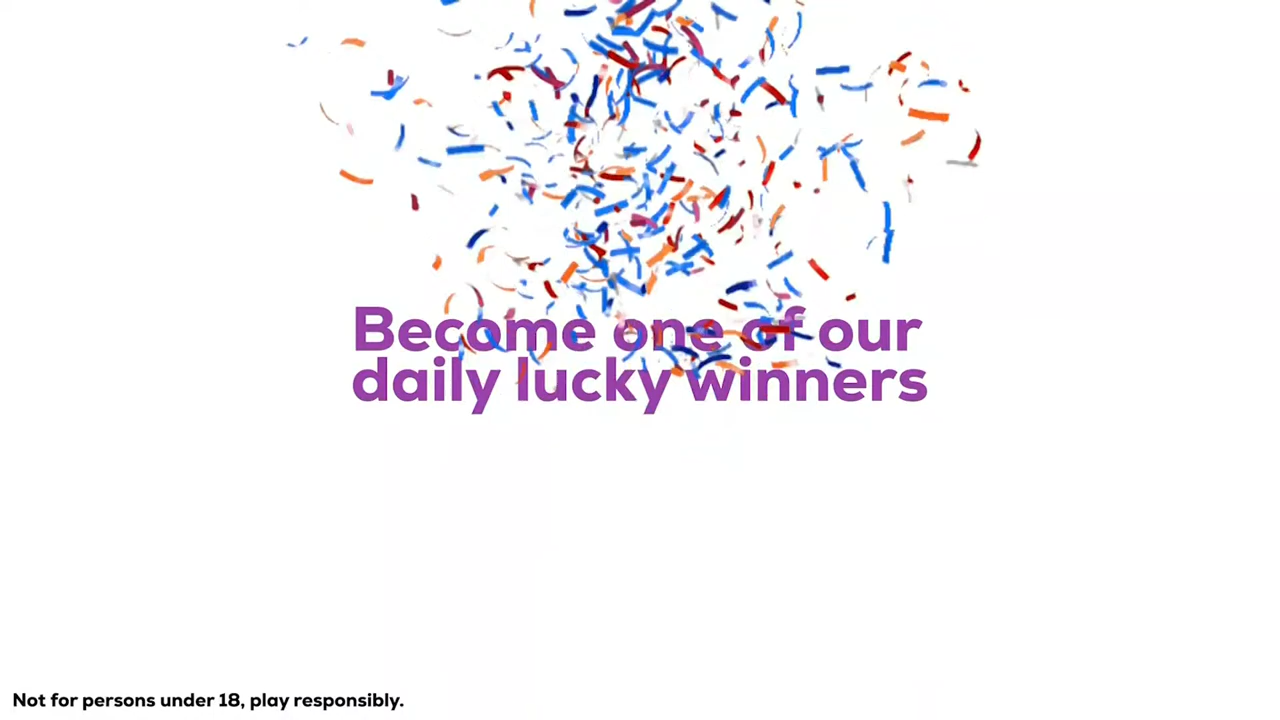 Become one of our
daily lucky winners
Not for persons under 18, play responsibly.